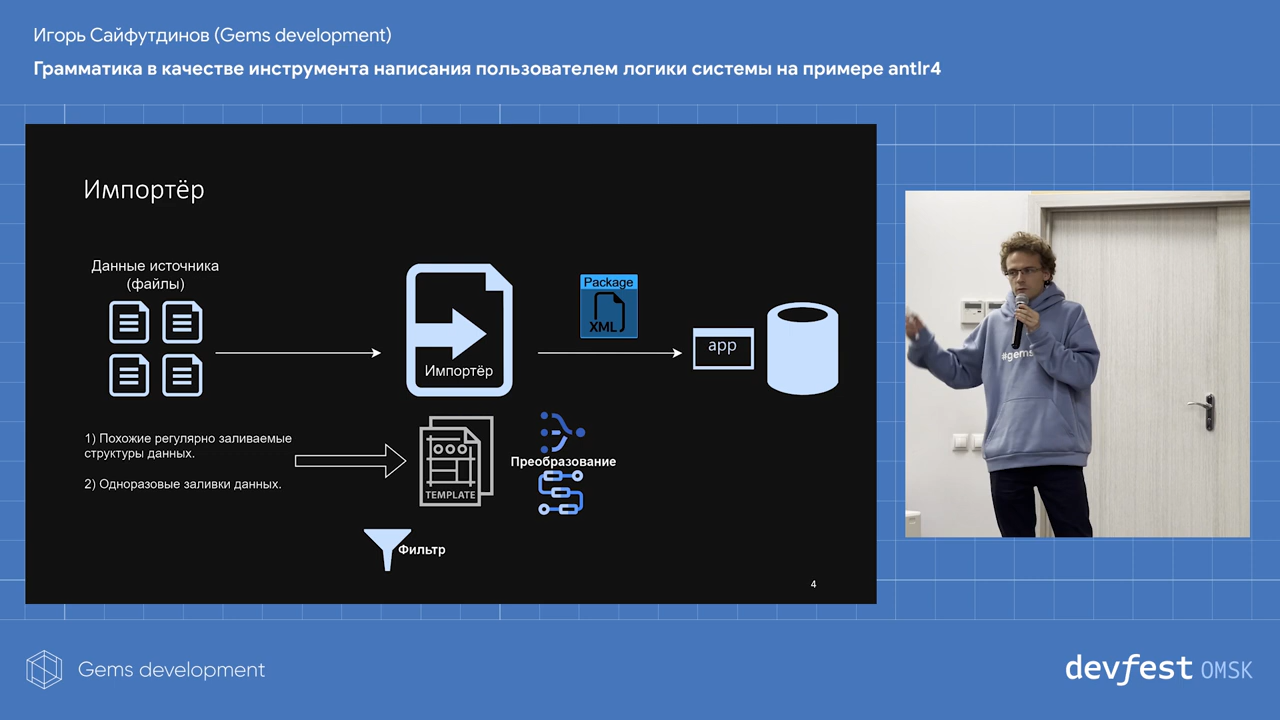 Игорь Сайфутдинов (Gems development)
Грамматика в качестве инструмента написания пользователем логики системы на примере antlr4
Импортёр
Данные источника
(файлы)
Импортёр
Package
XML
app
1) Похожие регулярно заливаемые
структуры данных.
2) Одноразовые заливки данных.
TEMPLATE
Преобразование
Фильтр
4
#gems
Gems development
devfest OMSK